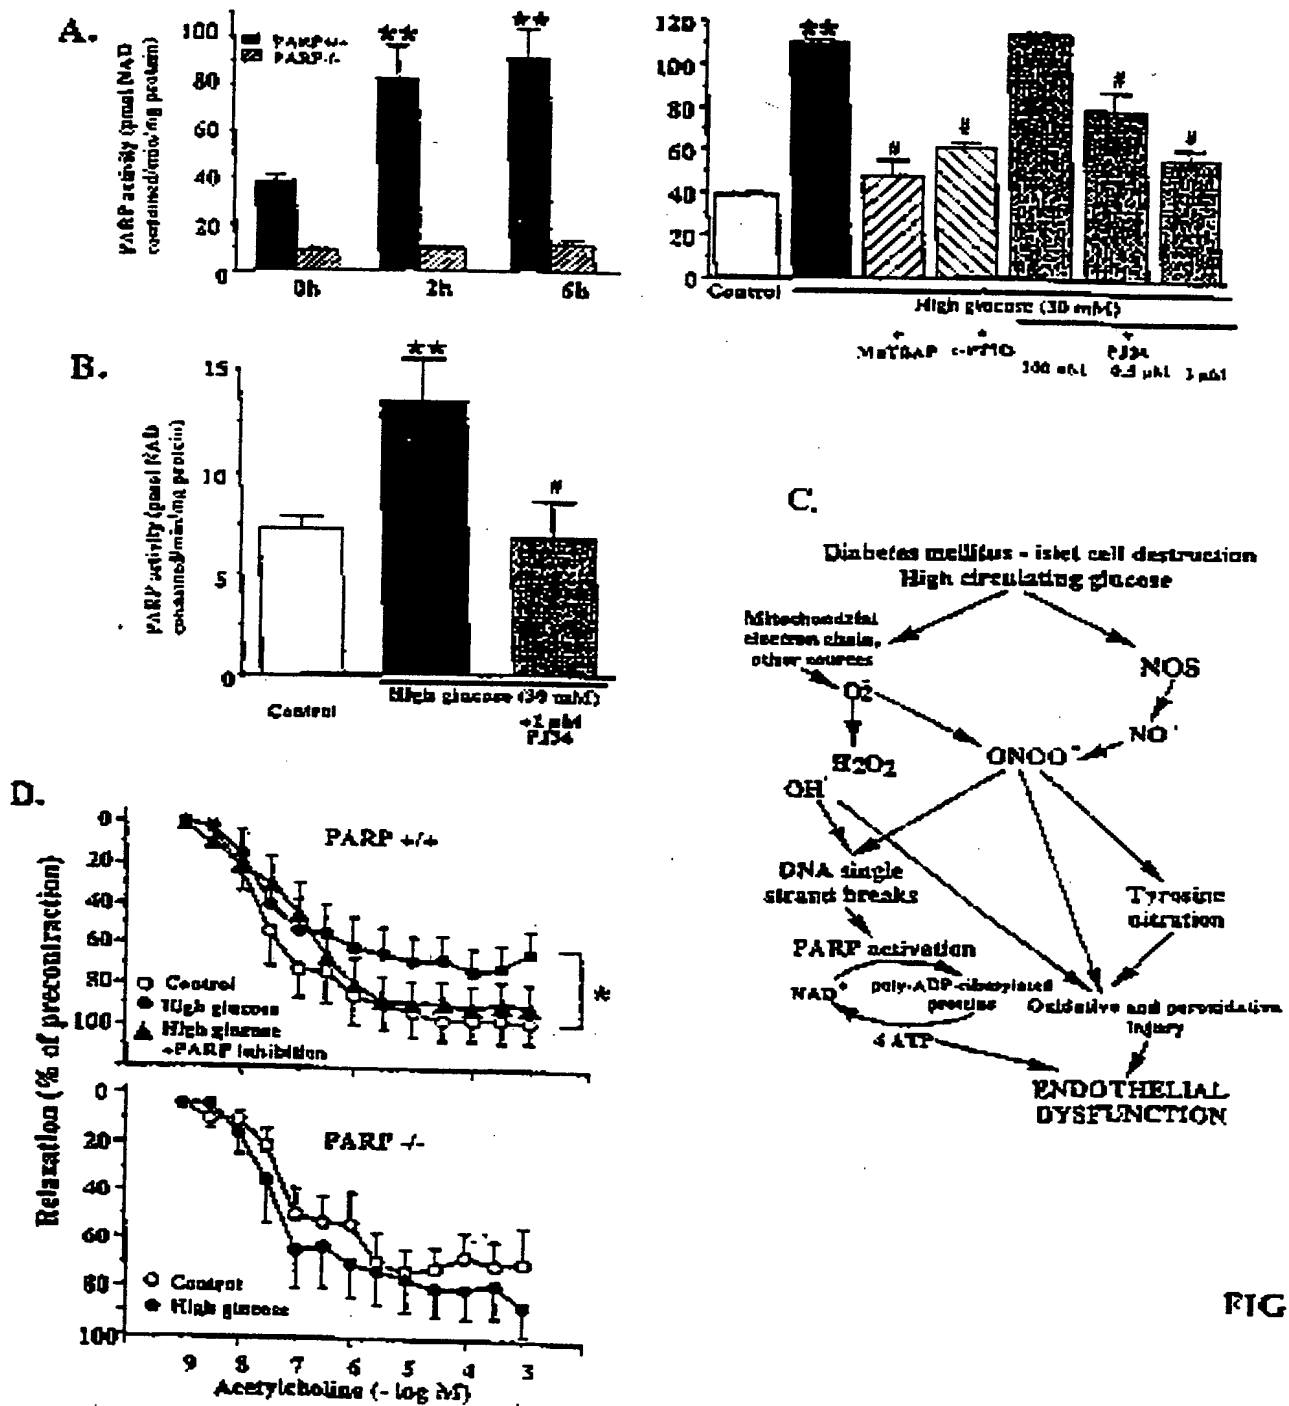 A.
PARP activity (pmol NAD
consumed/min/mg protein)
100
80
60
40
20
0
PARP+/+
PARP-/-
**
**
0h
2h
6h
120
100
80
60
40
20
0
**
#
#
#
#
Control
High glucose (30 mM)
+
+
+
MnTBAP
c-PTIO
PJ34
100 nM
0.3 µM
1 µM
B.
PARP activity (pmol NAD
consumed/min/mg protein)
15
10
5
0
**
#
Control
High glucose (30 mM)
+1 µM
PJ34
C.
Diabetes mellitus - islet cell destruction
High circulating glucose
Mitochondrial
electron chain,
other sources
NOS
O2-
NO·
H2O2
ONOO-
OH·
DNA single
strand breaks
Tyrosine
nitration
PARP activation
NAD+
poly-ADP-ribosylated
proteins
Oxidative and peroxidative
injury
ATP
ENDOTHELIAL
DYSFUNCTION
D.
Relaxation (% of precontraction)
0
20
40
60
80
100
PARP +/+
Control
High glucose
High glucose
+PARP inhibition
*
0
20
40
60
80
100
PARP -/-
Control
High glucose
9
8
7
6
5
4
3
Acetylcholine (- log M)
FIG